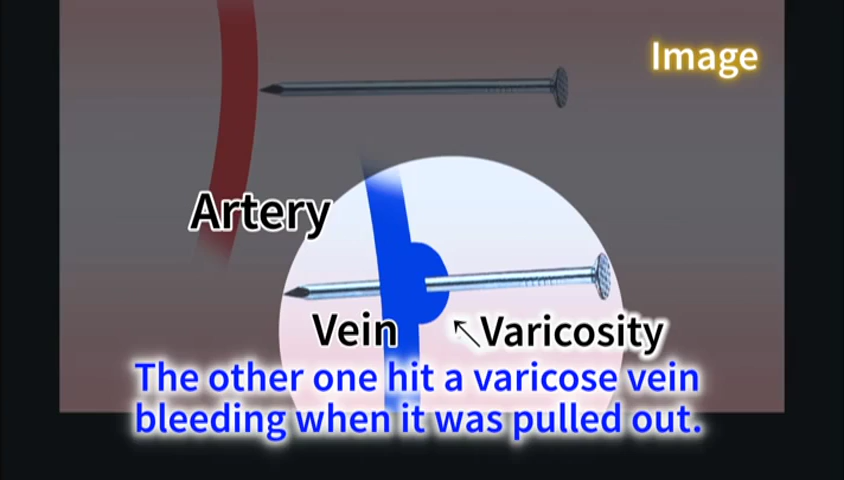 Image
Artery
Vein
↖Varicosity
The other one hit a varicose vein
bleeding when it was pulled out.